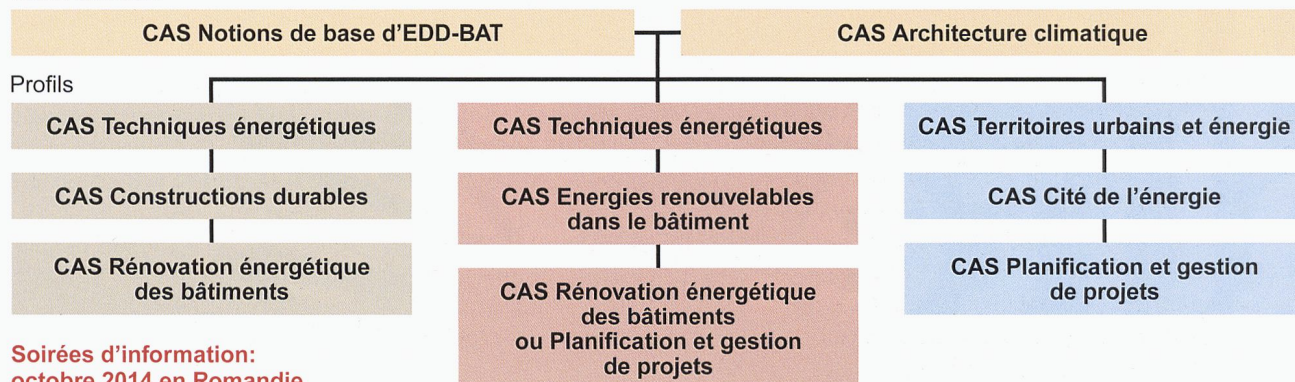 CAS Notions de base d'EDD-BAT
CAS Architecture climatique
Profils
CAS Techniques énergétiques
CAS Constructions durables
CAS Rénovation énergétique
des bâtiments
CAS Techniques énergétiques
CAS Energies renouvelables
dans le bâtiment
CAS Rénovation énergétique
des bâtiments
ou Planification et gestion
de projets
CAS Territoires urbains et énergie
CAS Cité de l'énergie
CAS Planification et gestion
de projets
Soirées d'information:
octobre 2014 en Romandie